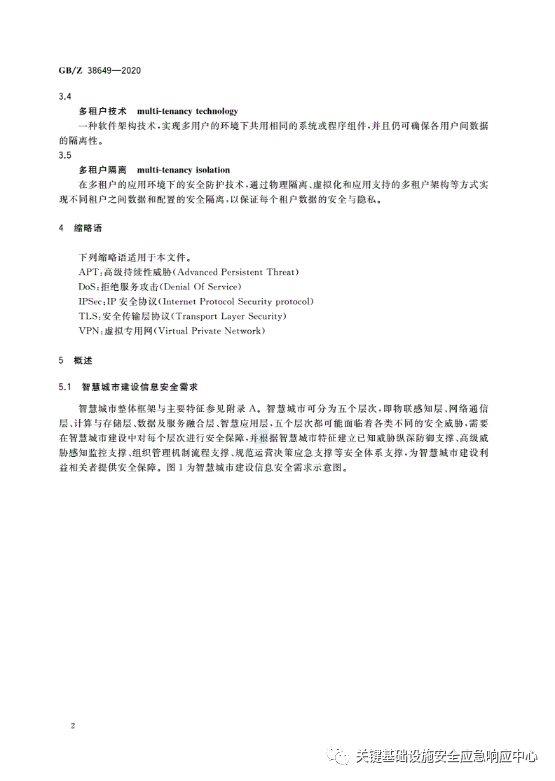 GB/Z 38649—2020
3.4
多租户技术 multi-tenancy technology
一种软件架构技术,实现多用户的环境下共用相同的系统或程序组件,并且仍可确保各用户间数据
的隔离性。
3.5
多租户隔离 multi-tenancy isolation
在多租户的应用环境下的安全防护技术,通过物理隔离、虚拟化和应用支持的多租户架构等方式实
现不同租户之间数据和配置的安全隔离,以保证每个租户数据的安全与隐私。
4 缩略语
下列缩略语适用于本文件。
APT:高级持续性威胁(Advanced Persistent Threat)
DoS:拒绝服务攻击(Denial Of Service)
IPSec:IP安全协议(Internet Protocol Security protocol)
TLS:安全传输层协议(Transport Layer Security)
VPN:虚拟专用网(Virtual Private Network)
5 概述
5.1 智慧城市建设信息安全需求
智慧城市整体框架与主要特征参见附录 A。智慧城市可分为五个层次,即物联感知层、网络通信
层、计算与存储层、数据及服务融合层、智慧应用层,五个层次都可能面临着各类不同的安全威胁,需要
在智慧城市建设中对每个层次进行安全保障,并根据智慧城市特征建立已知威胁纵深防御支撑、高级威
胁感知监控支撑、组织管理机制流程支撑、规范运营决策应急支撑等安全体系支撑,为智慧城市建设利
益相关者提供安全保障。图 1 为智慧城市建设信息安全需求示意图。
2
关键基础设施安全应急响应中心